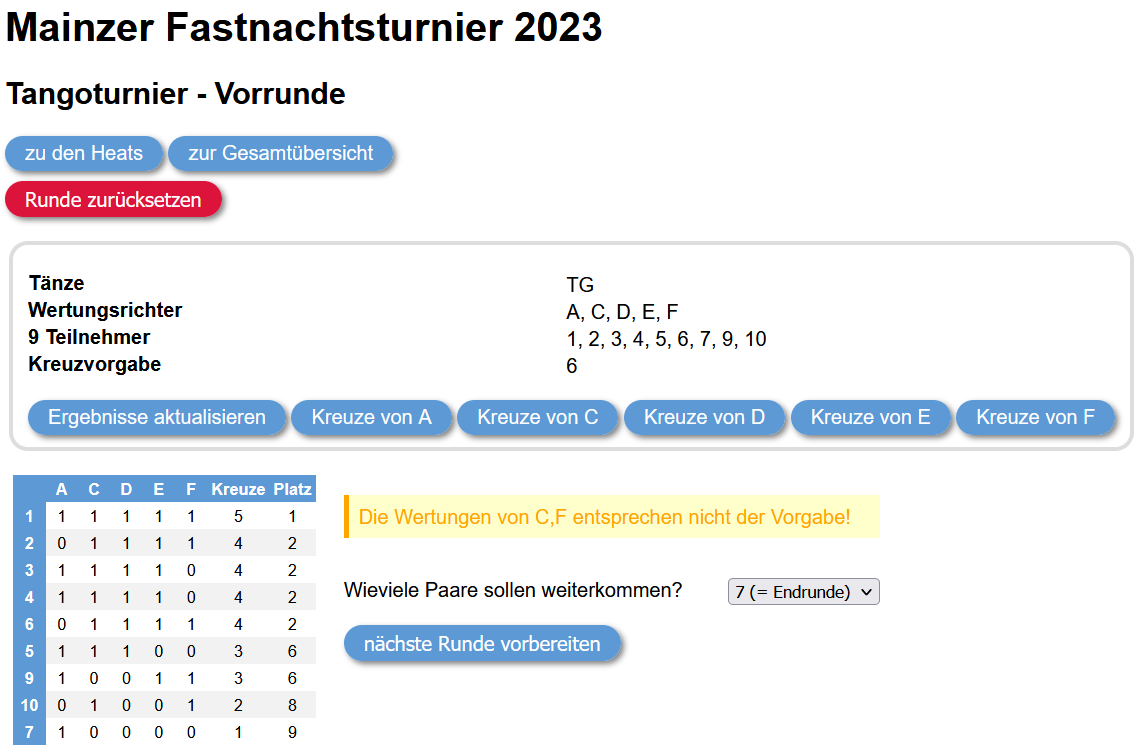 Mainzer Fastnachtsturnier 2023
Tangoturnier - Vorrunde
zu den Heats zur Gesamtübersicht
Runde zurücksetzen
Tänze TG
Wertungsrichter A, C, D, E, F
9 Teilnehmer 1, 2, 3, 4, 5, 6, 7, 9, 10
Kreuzvorgabe 6
Ergebnisse aktualisieren Kreuze von A Kreuze von C Kreuze von D Kreuze von E Kreuze von F
A C D E F Kreuze Platz
1 1 1 1 1 1 5 1
2 0 1 1 1 1 4 2
3 1 1 1 1 0 4 2
4 1 1 1 1 0 4 2
6 0 1 1 1 1 4 2
5 1 1 1 0 0 3 6
9 1 0 0 1 1 3 6
10 0 1 0 0 1 2 8
7 1 0 0 0 0 1 9
Die Wertungen von C,F entsprechen nicht der Vorgabe!
Wieviele Paare sollen weiterkommen? 7 (= Endrunde)
nächste Runde vorbereiten